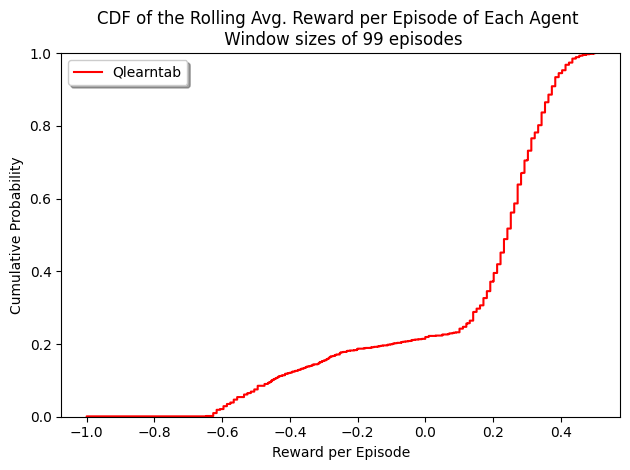 CDF of the Rolling Avg. Reward per Episode of Each Agent
Window sizes of 99 episodes
Qlearntab
Cumulative Probability
1.0
0.8
0.6
0.4
0.2
0.0
−1.0 −0.8 −0.6 −0.4 −0.2 0.0 0.2 0.4
Reward per Episode